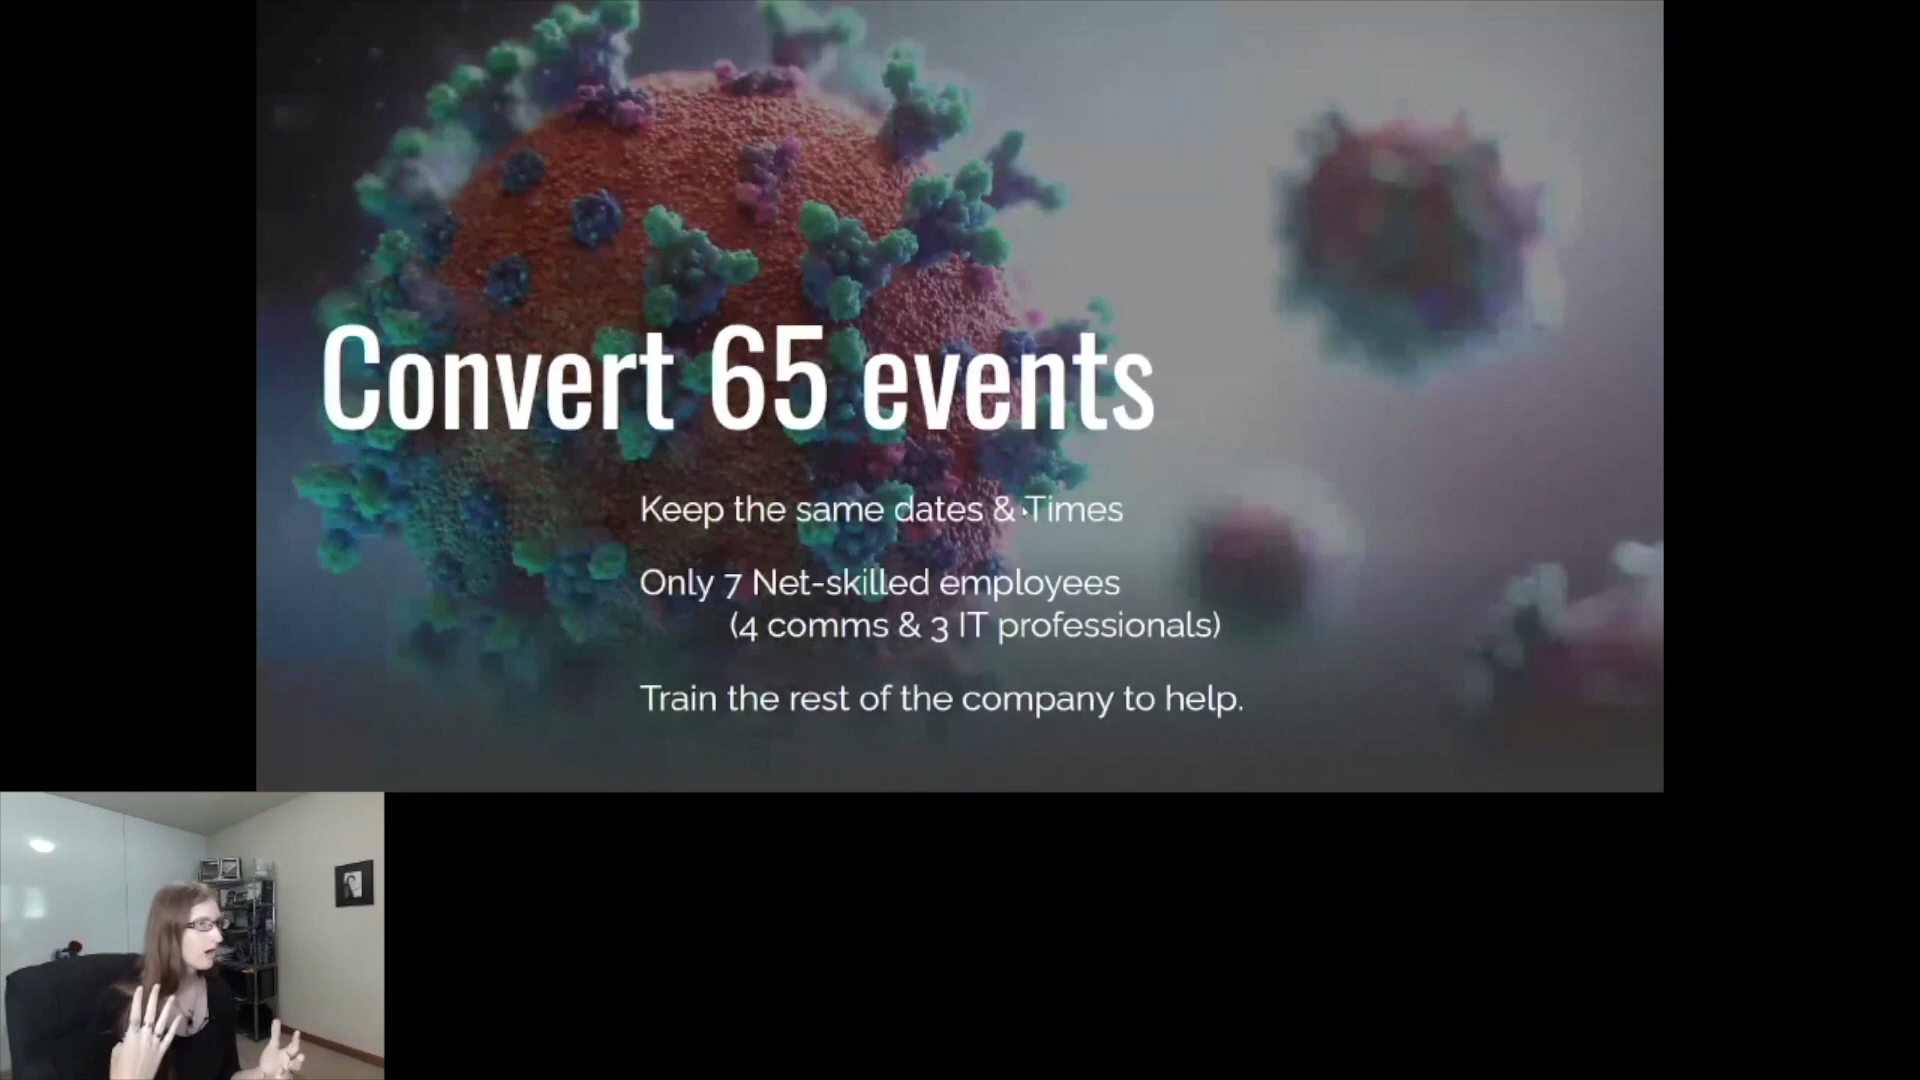 Convert 65 events
Keep the same dates & Times
Only 7 Net-skilled employees
(4 comms & 3 IT professionals)
Train the rest of the company to help.